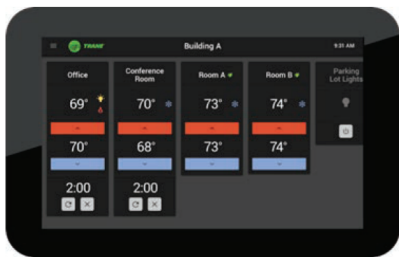 TRANE
Building A
9:31 AM
Office
Conference
Room
Room A
Room B
Parking
Lot Lights
69°
70°
73°
74°
70°
68°
73°
74°
2:00
2:00